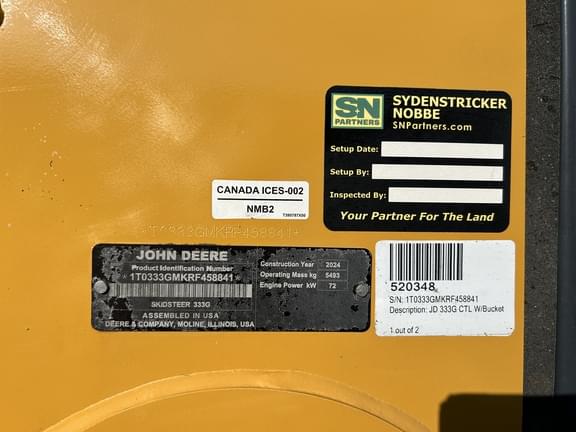 SN
PARTNERS
SYDENSTRICKER
NOBBE
SNPartners.com
Setup Date:
Setup By:
Inspected By:
Your Partner For The Land
CANADA ICES-002
NMB2
*1T0333GMKRF458841*
JOHN DEERE
Product Identification Number
*1T0333GMKRF458841*
SKIDSTEER 333G
ASSEMBLED IN USA
DEERE & COMPANY, MOLINE, ILLINOIS, USA
Construction Year 2024
Operating Mass kg 5493
Engine Power kW 72
520348
S/N: 1T0333GMKRF458841
Description: JD 333G CTL W/Bucket
1 out of 2